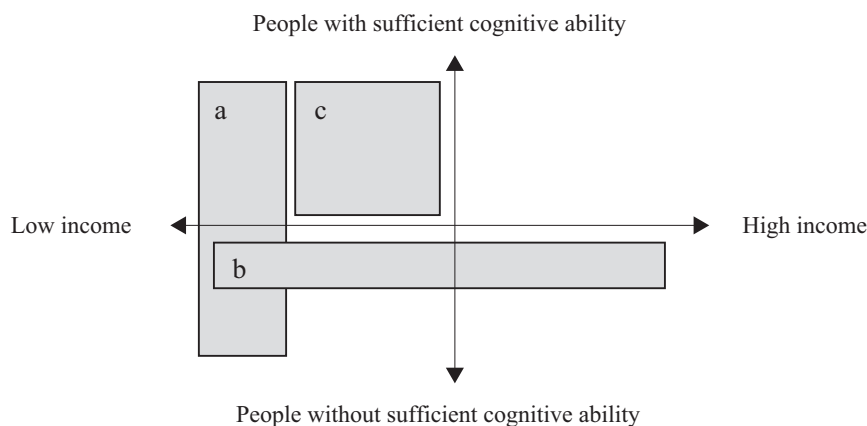 People with sufficient cognitive ability
a
c
Low income
High income
b
People without sufficient cognitive ability